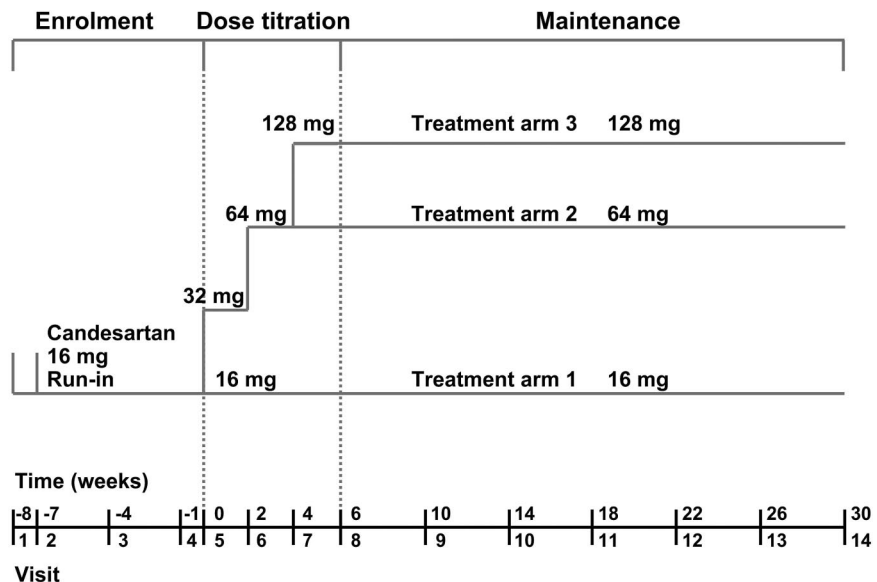 Enrolment Dose titration Maintenance
128 mg Treatment arm 3 128 mg
64 mg Treatment arm 2 64 mg
32 mg
Candesartan
16 mg
Run-in 16 mg Treatment arm 1 16 mg
Time (weeks)
-8 -7 -4 -1 0 2 4 6 10 14 18 22 26 30
1 2 3 4 5 6 7 8 9 10 11 12 13 14
Visit